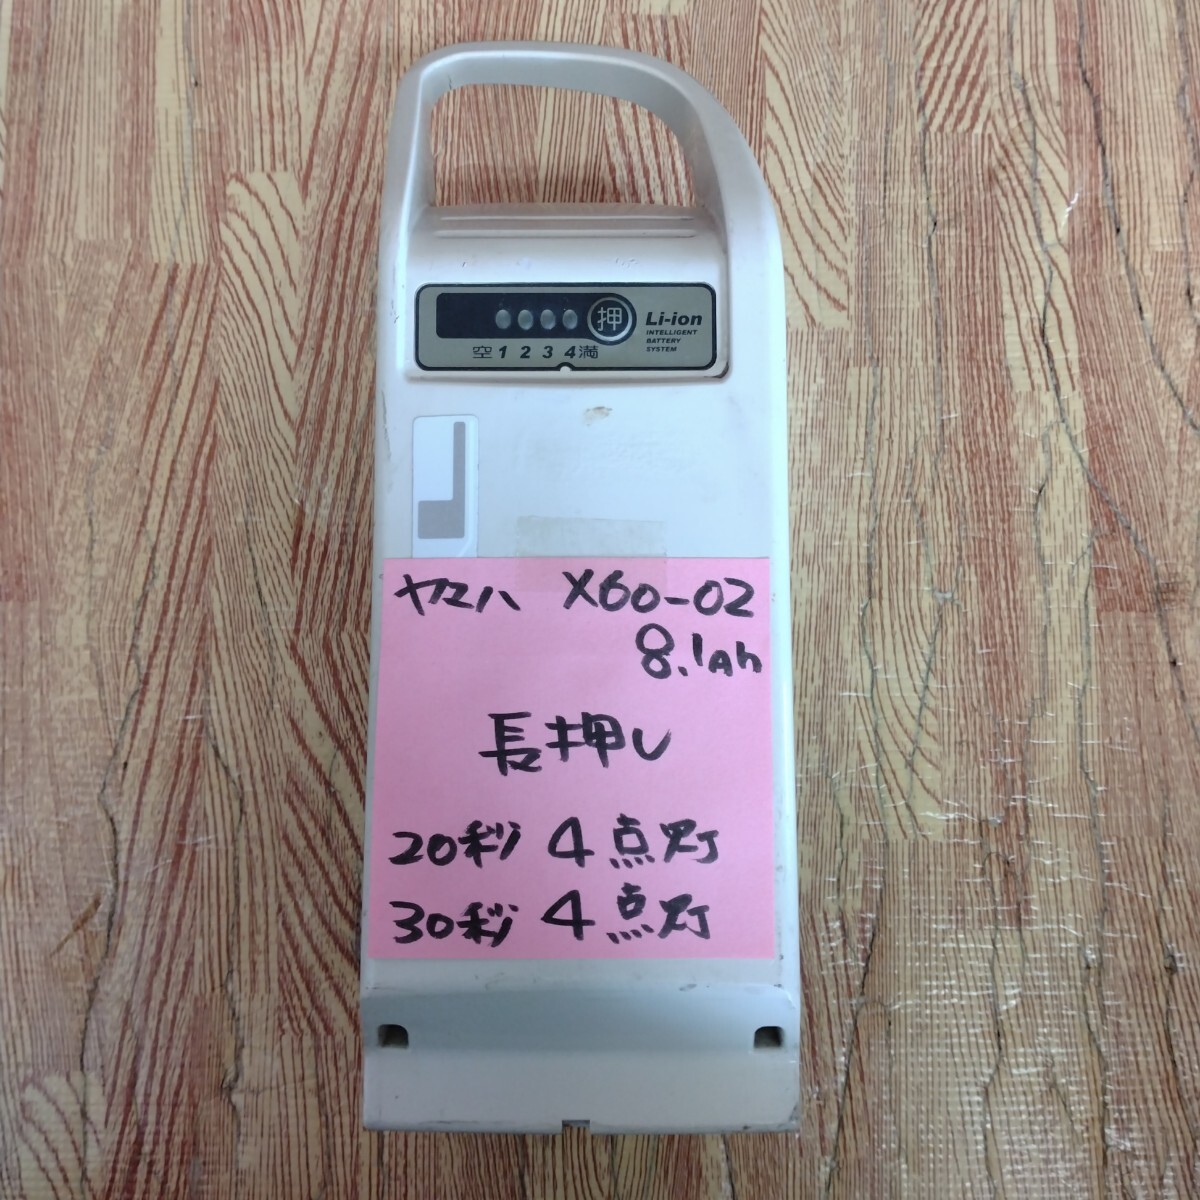 押
Li-ion
INTELLIGENT
BATTERY
SYSTEM
空 1 2 3 4 満
ヤマハ X60-02
8.1Ah
長押し
20秒 4点灯
30秒 4点灯